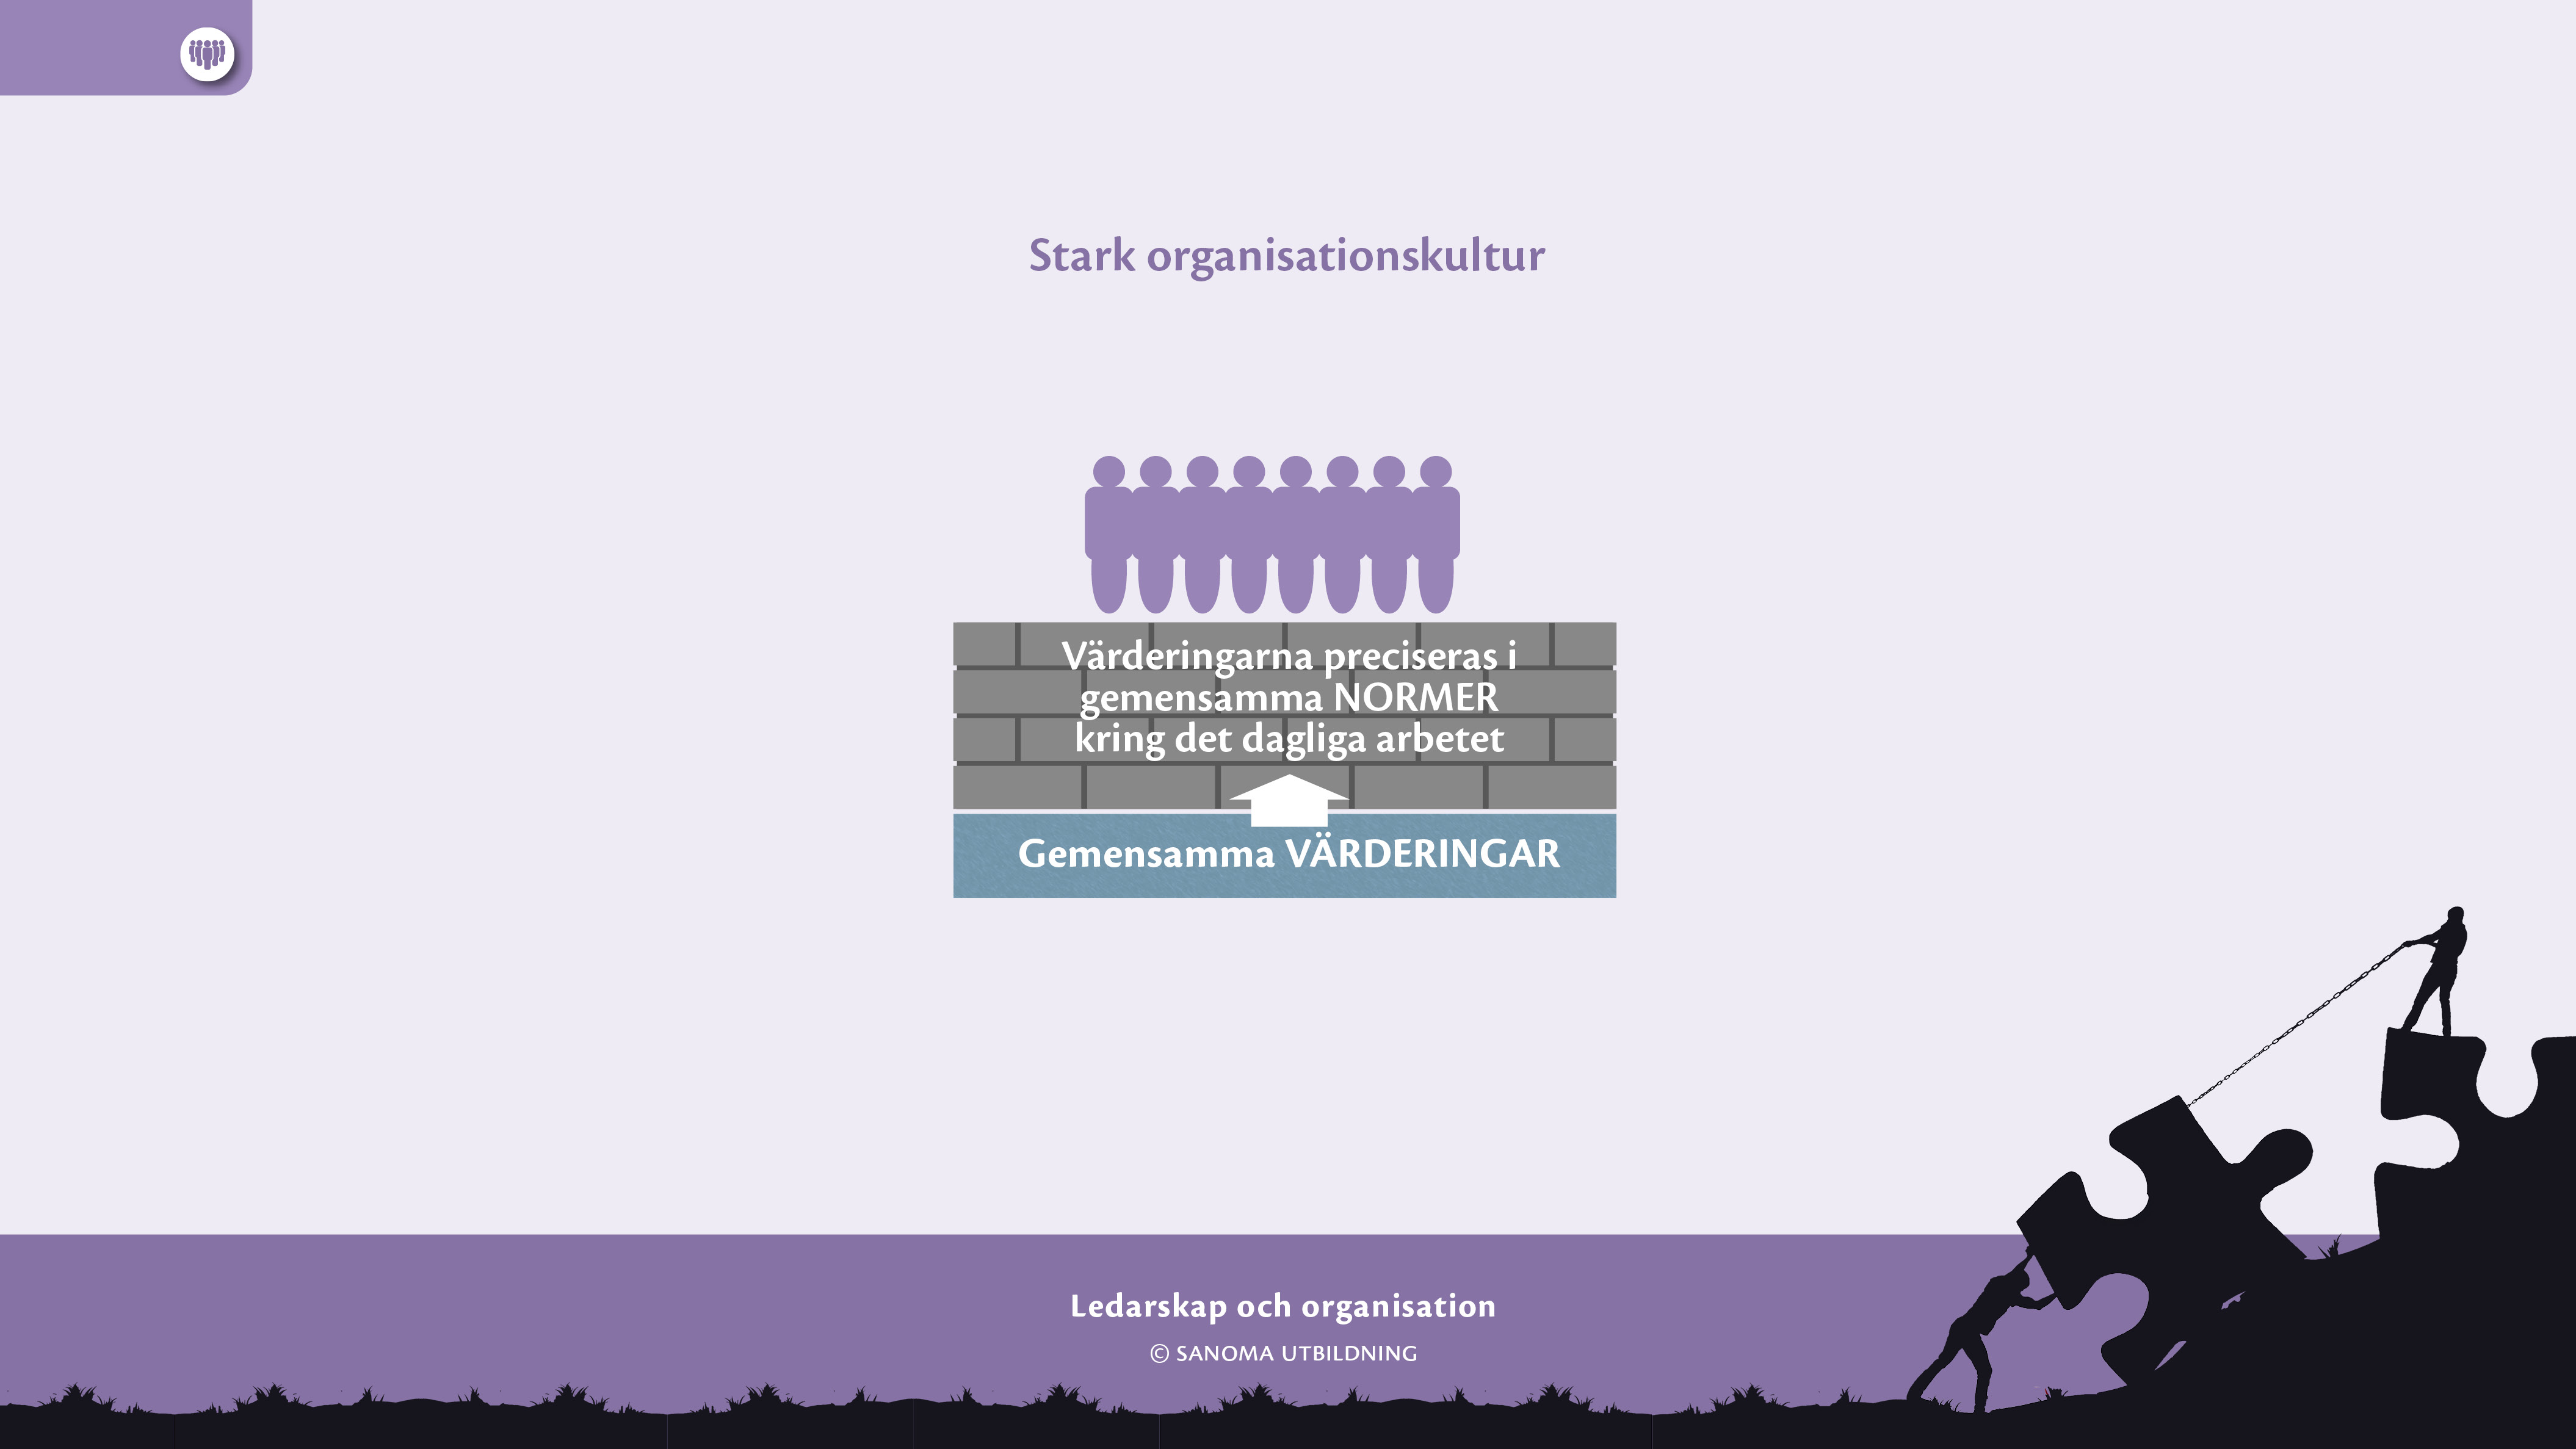 Stark organisationskultur
Värderingarna preciseras i
gemensamma NORMER
kring det dagliga arbetet
Gemensamma VÄRDERINGAR
Ledarskap och organisation
© SANOMA UTBILDNING